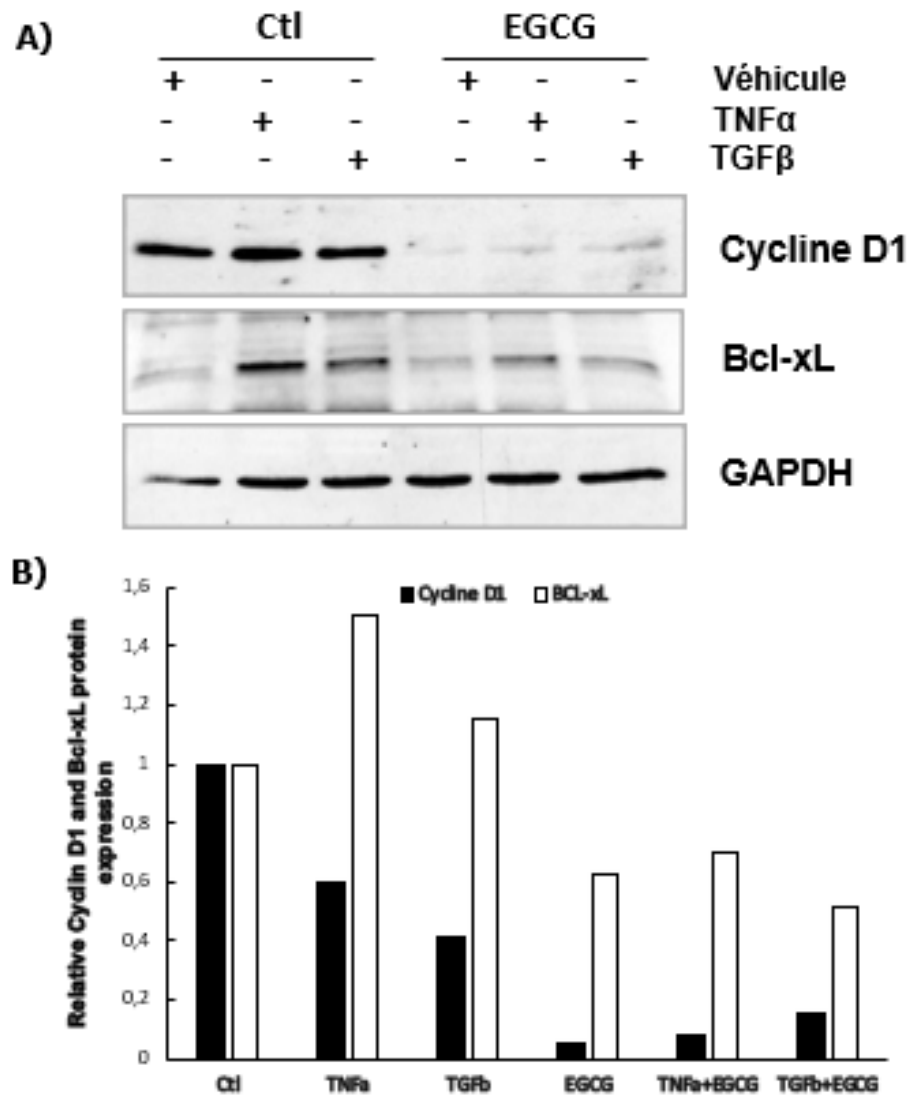 A)
Ctl EGCG
+ - - + - - Véhicule
- + - - + - TNFα
- - + - - + TGFβ
Cycline D1
Bcl-xL
GAPDH
B)
Relative Cyclin D1 and Bcl-xL protein
expression
1,6
1,4
1,2
1
0,8
0,6
0,4
0,2
0
Cycline D1 BCL-xL
Ctl TNFa TGFb EGCG TNFa+EGCG TGFb+EGCG